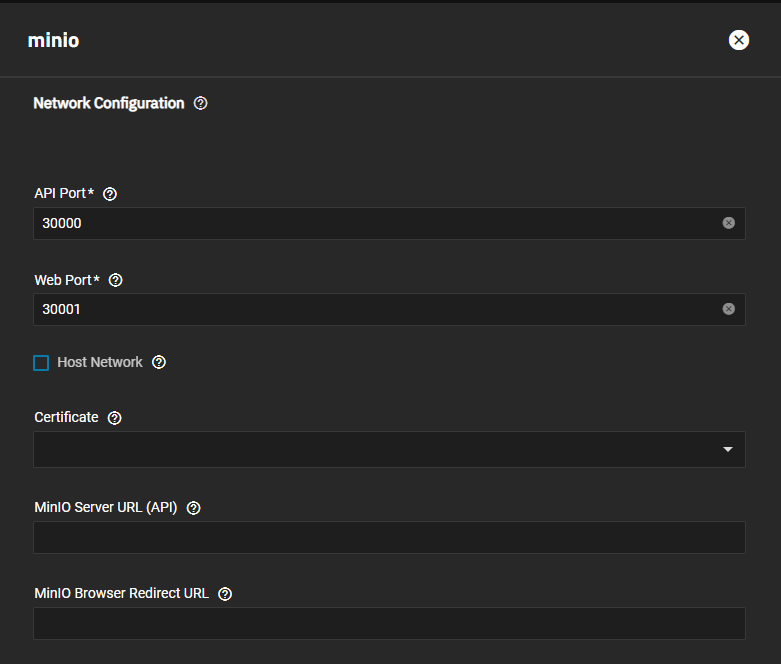 minio
Network Configuration
API Port*
30000
Web Port*
30001
Host Network
Certificate
MinIO Server URL (API)
MinIO Browser Redirect URL